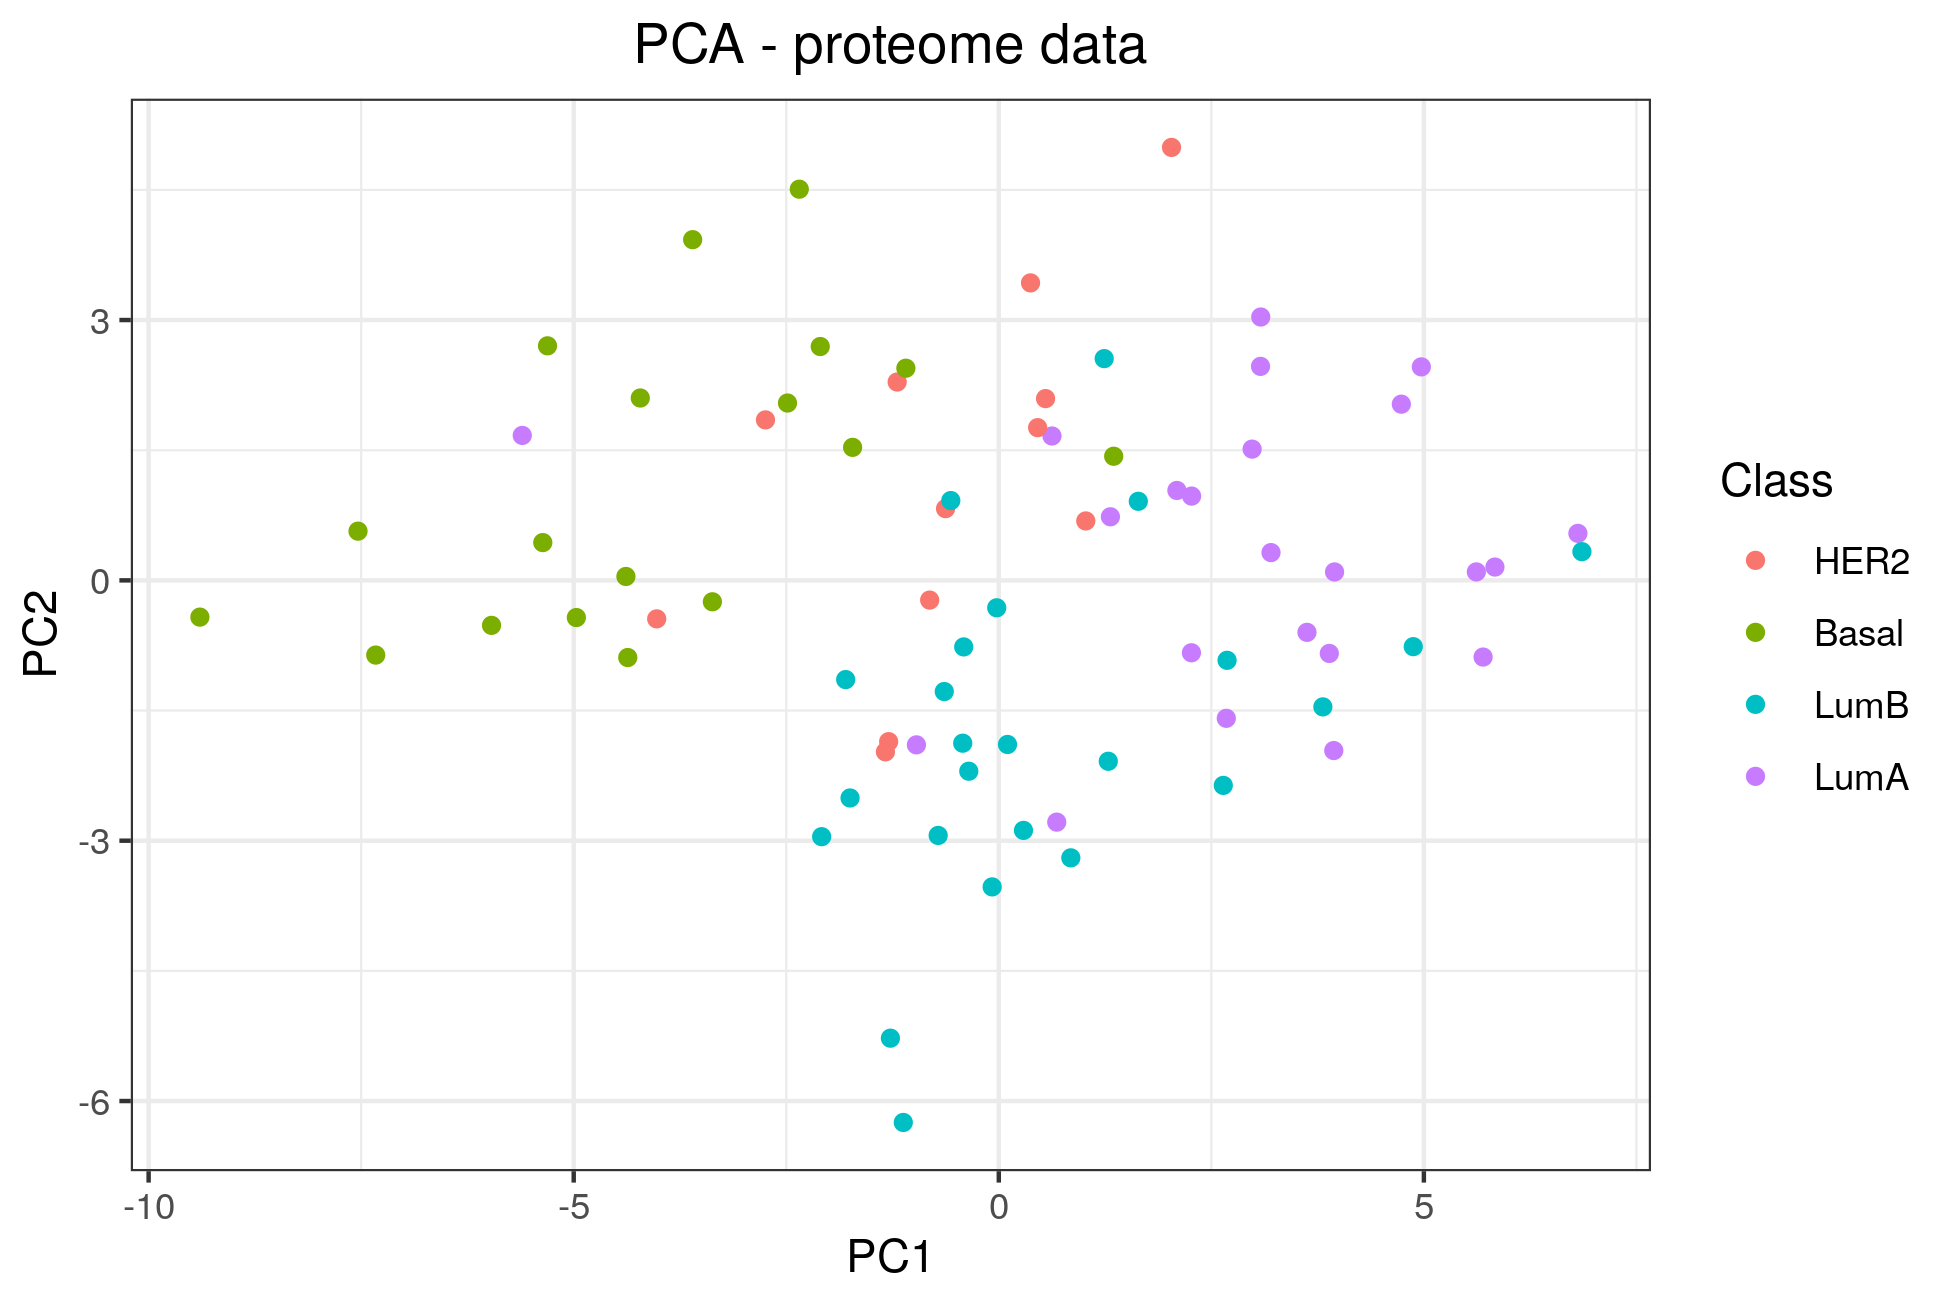 PCA - proteome data
3
0
-3
-6
PC2
-10 -5 0 5
PC1
Class
HER2
Basal
LumB
LumA